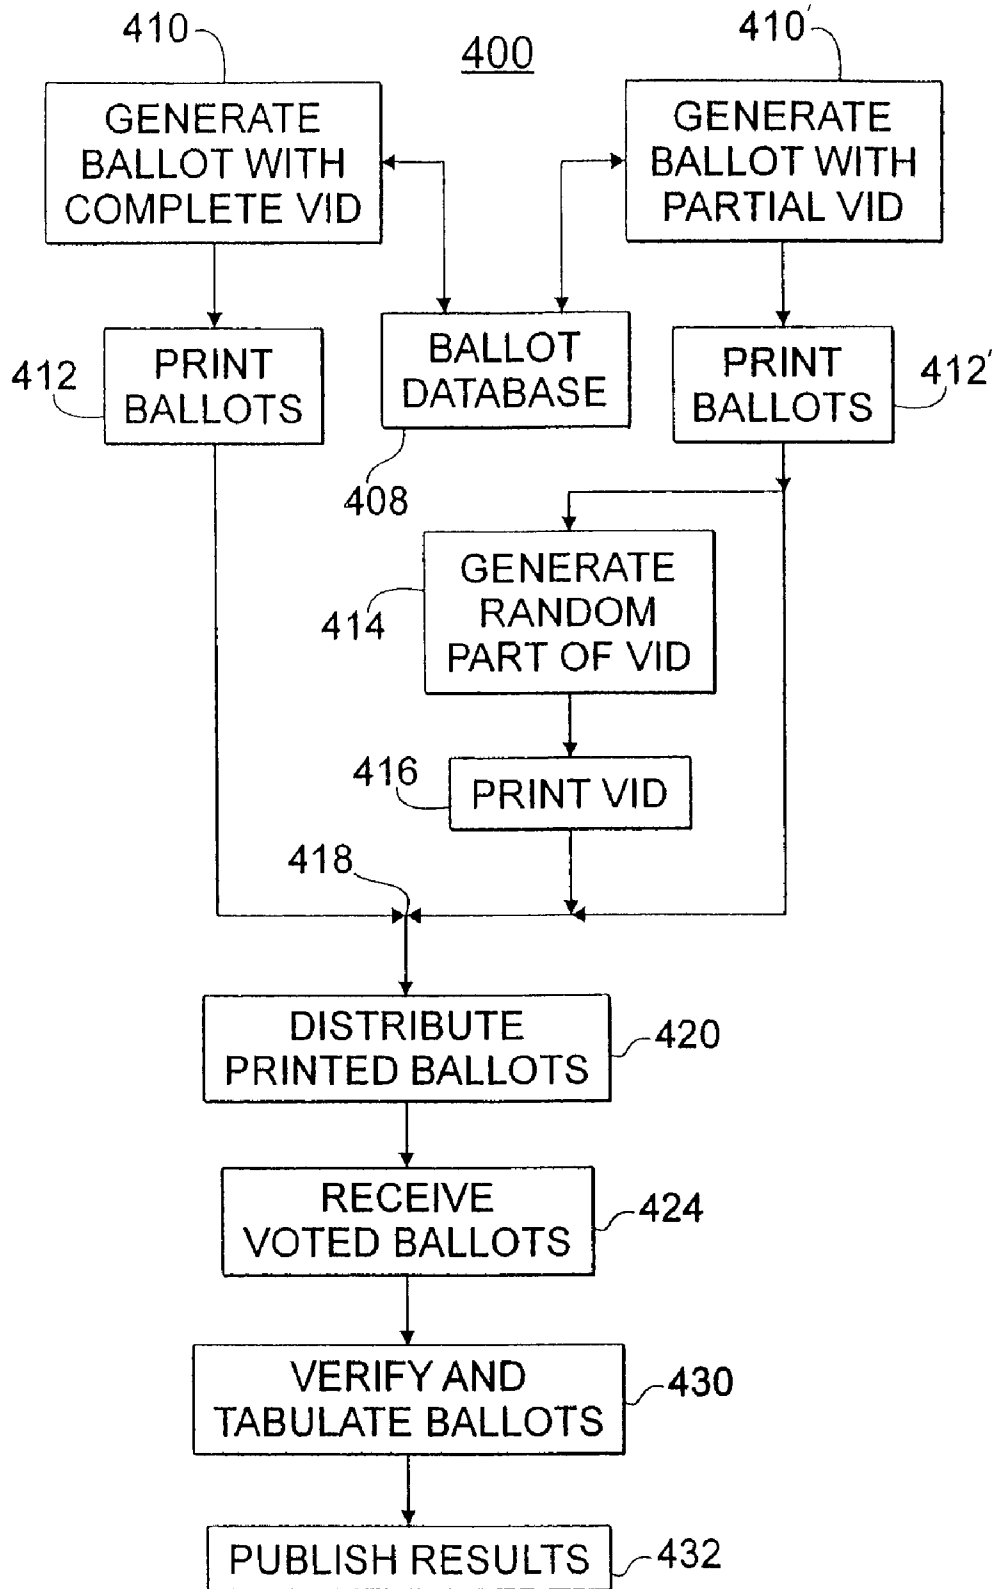 410
400
410'
GENERATE
BALLOT WITH
COMPLETE VID
GENERATE
BALLOT WITH
PARTIAL VID
412
PRINT
BALLOTS
BALLOT
DATABASE
PRINT
BALLOTS
412'
408
414
GENERATE
RANDOM
PART OF VID
416
PRINT VID
418
DISTRIBUTE
PRINTED BALLOTS
420
RECEIVE
VOTED BALLOTS
424
VERIFY AND
TABULATE BALLOTS
430
PUBLISH RESULTS
432